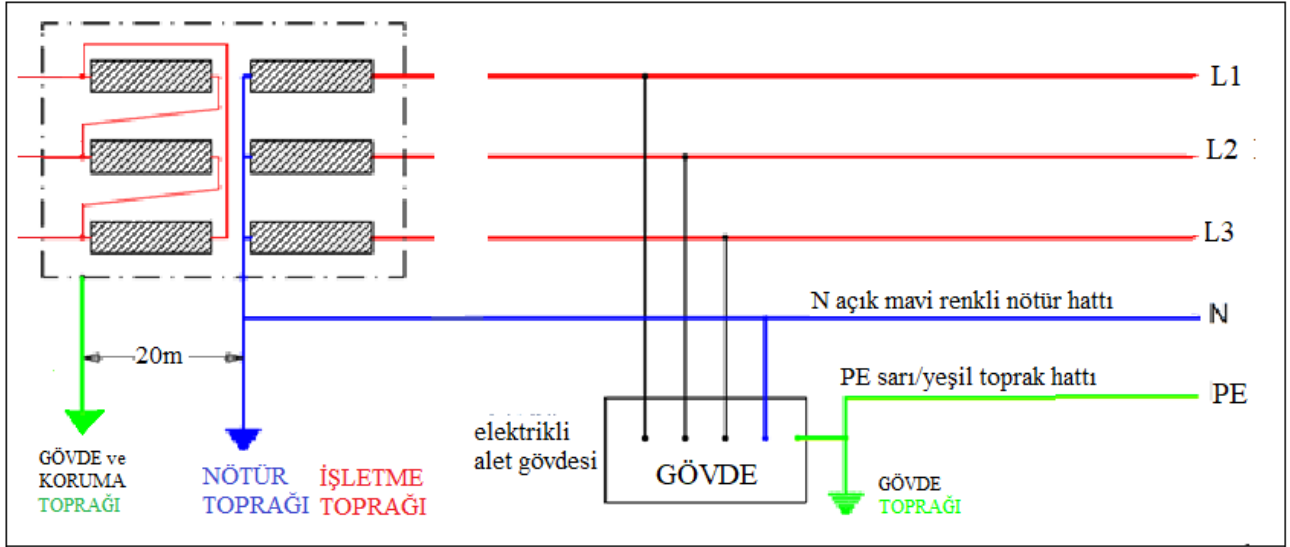 L1
L2
L3
N açık mavi renkli nötür hattı
N
20m
PE sarı/yeşil toprak hattı
PE
elektrikli
alet gövdesi
GÖVDE
GÖVDE ve
KORUMA
TOPRAĞI
NÖTÜR
TOPRAĞI
İŞLETME
TOPRAĞI
GÖVDE
TOPRAĞI